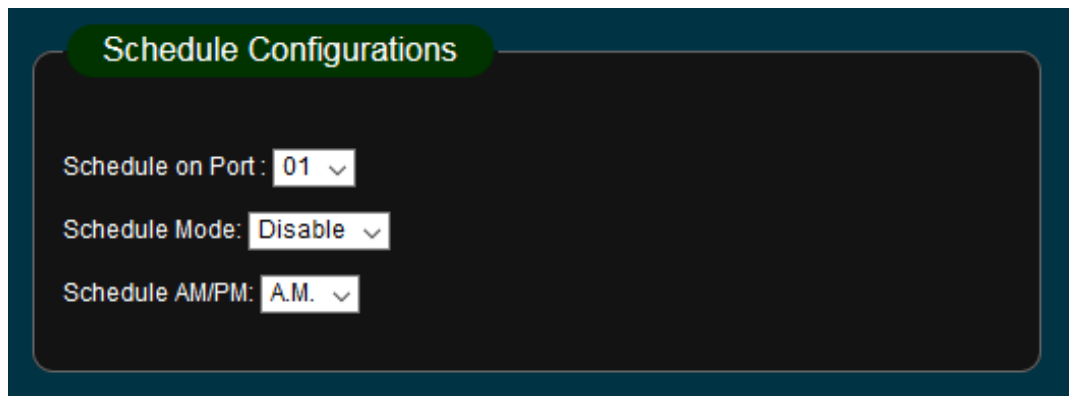 Schedule Configurations
Schedule on Port : 01
Schedule Mode: Disable
Schedule AM/PM: A.M.